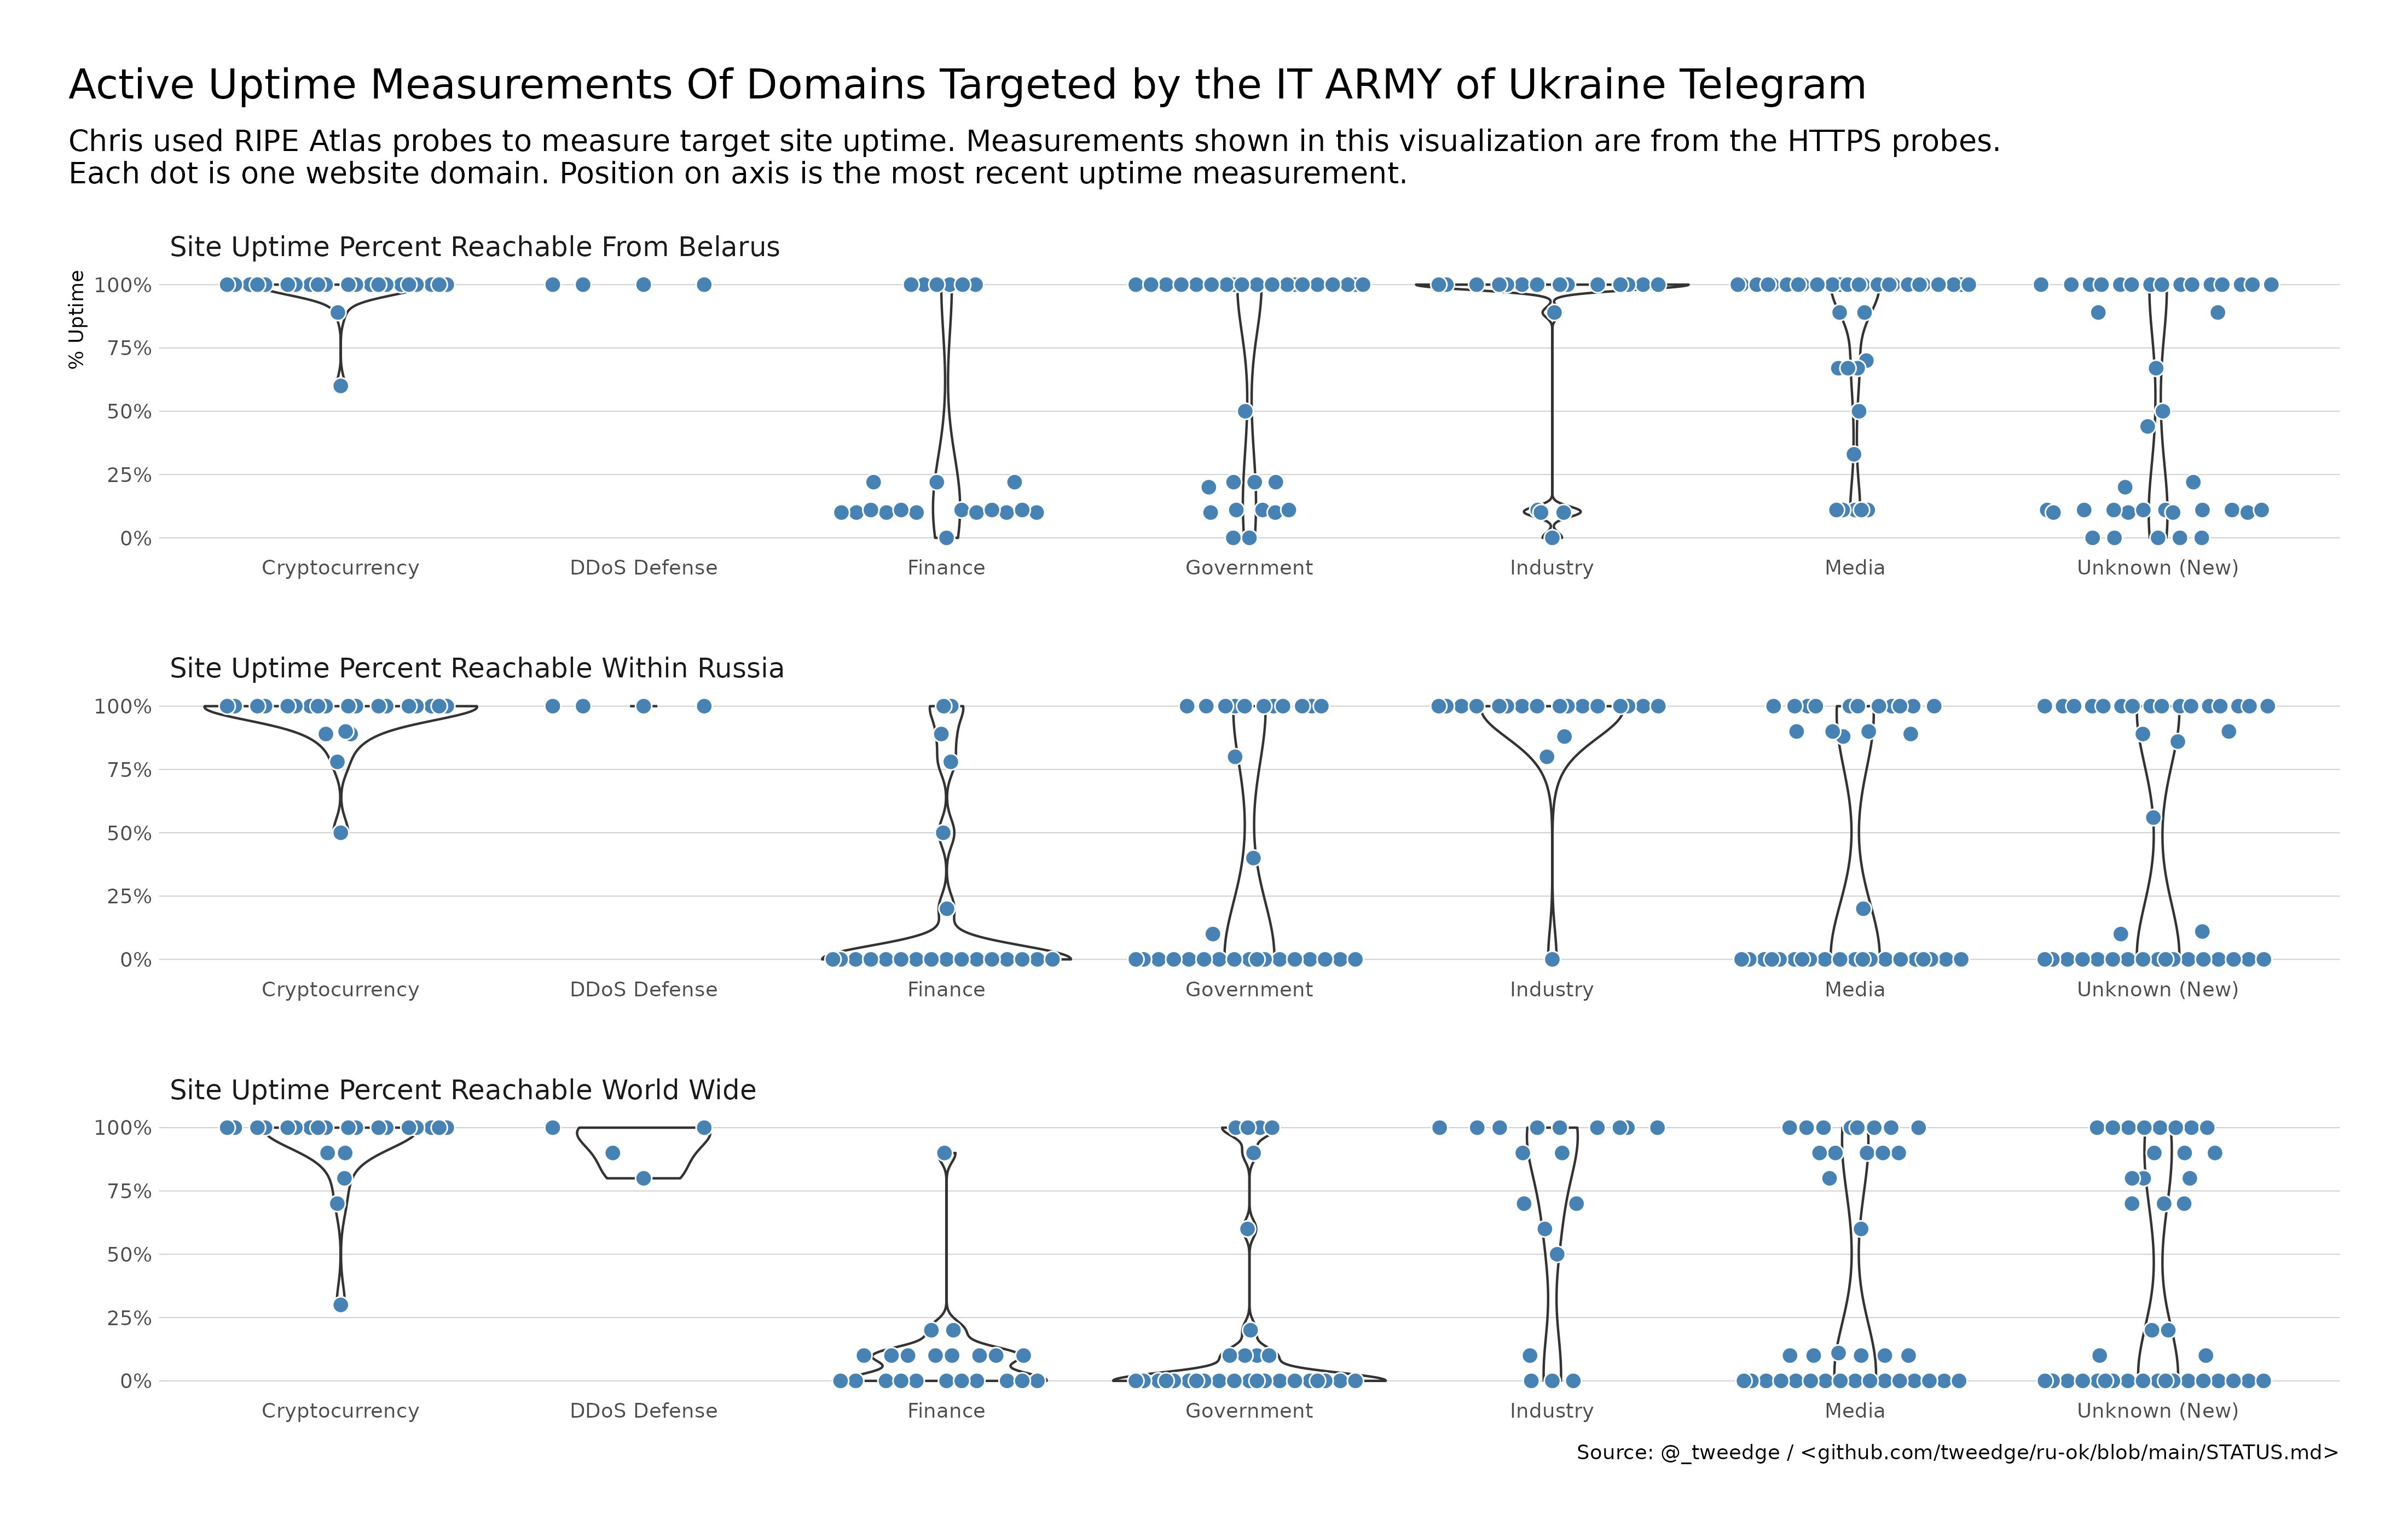 Active Uptime Measurements Of Domains Targeted by the IT ARMY of Ukraine Telegram
Chris used RIPE Atlas probes to measure target site uptime. Measurements shown in this visualization are from the HTTPS probes.
Each dot is one website domain. Position on axis is the most recent uptime measurement.
Site Uptime Percent Reachable From Belarus
% Uptime
100%
75%
50%
25%
0%
Cryptocurrency DDoS Defense Finance Government Industry Media Unknown (New)
Site Uptime Percent Reachable Within Russia
100%
75%
50%
25%
0%
Cryptocurrency DDoS Defense Finance Government Industry Media Unknown (New)
Site Uptime Percent Reachable World Wide
100%
75%
50%
25%
0%
Cryptocurrency DDoS Defense Finance Government Industry Media Unknown (New)
Source: @_tweedge / <github.com/tweedge/ru-ok/blob/main/STATUS.md>